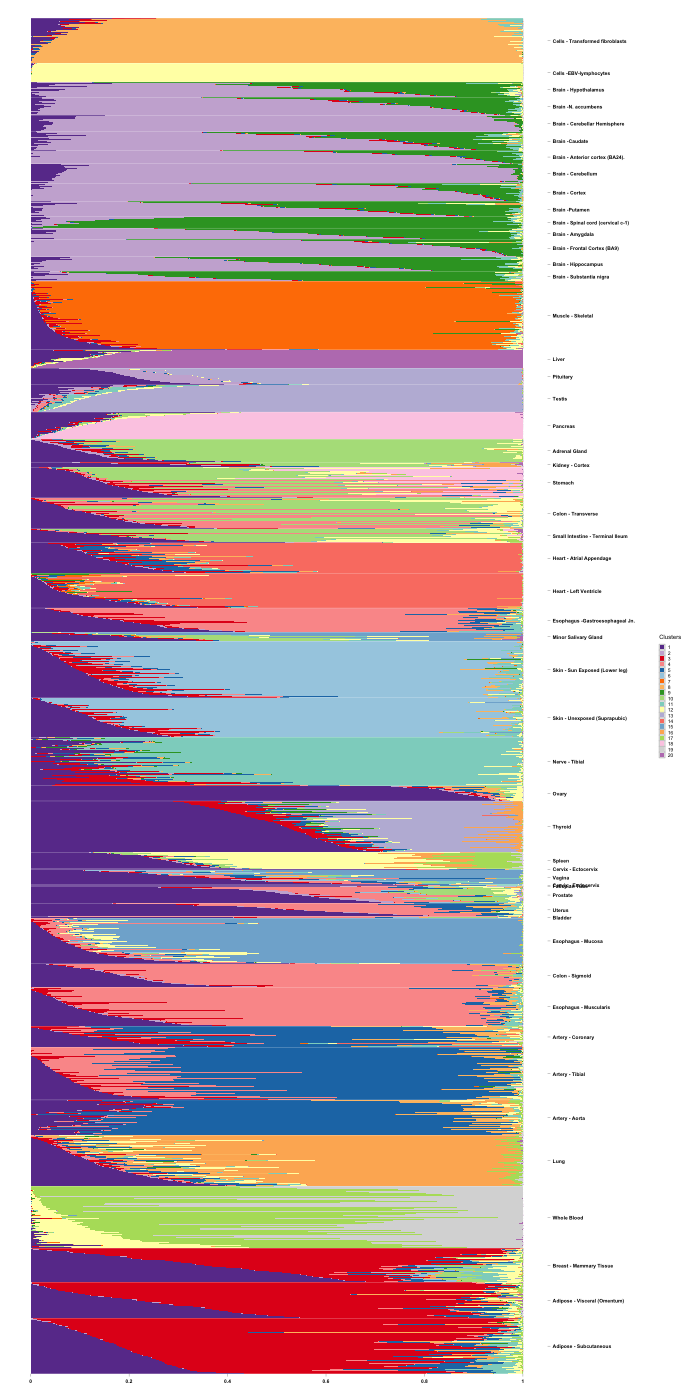 Cells - Transformed fibroblasts
Cells -EBV-lymphocytes
Brain - Hypothalamus
Brain -N. accumbens
Brain - Cerebellar Hemisphere
Brain -Caudate
Brain - Anterior cortex (BA24).
Brain - Cerebellum
Brain - Cortex
Brain -Putamen
Brain - Spinal cord (cervical c-1)
Brain - Amygdala
Brain - Frontal Cortex (BA9)
Brain - Hippocampus
Brain - Substantia nigra
Muscle - Skeletal
Liver
Pituitary
Testis
Pancreas
Adrenal Gland
Kidney - Cortex
Stomach
Colon - Transverse
Small Intestine - Terminal Ileum
Heart - Atrial Appendage
Heart - Left Ventricle
Esophagus -Gastroesophageal Jn.
Minor Salivary Gland
Skin - Sun Exposed (Lower leg)
Skin - Unexposed (Suprapubic)
Nerve - Tibial
Ovary
Thyroid
Spleen
Cervix - Ectocervix
Vagina
Prostate
Uterus
Bladder
Esophagus - Mucosa
Colon - Sigmoid
Esophagus - Muscularis
Artery - Coronary
Artery - Tibial
Artery - Aorta
Lung
Whole Blood
Breast - Mammary Tissue
Adipose - Visceral (Omentum)
Adipose - Subcutaneous
0 0.2 0.4 0.6 0.8 1
Clusters
1
2
3
4
5
6
7
8
9
10
11
12
13
14
15
16
17
18
19
20